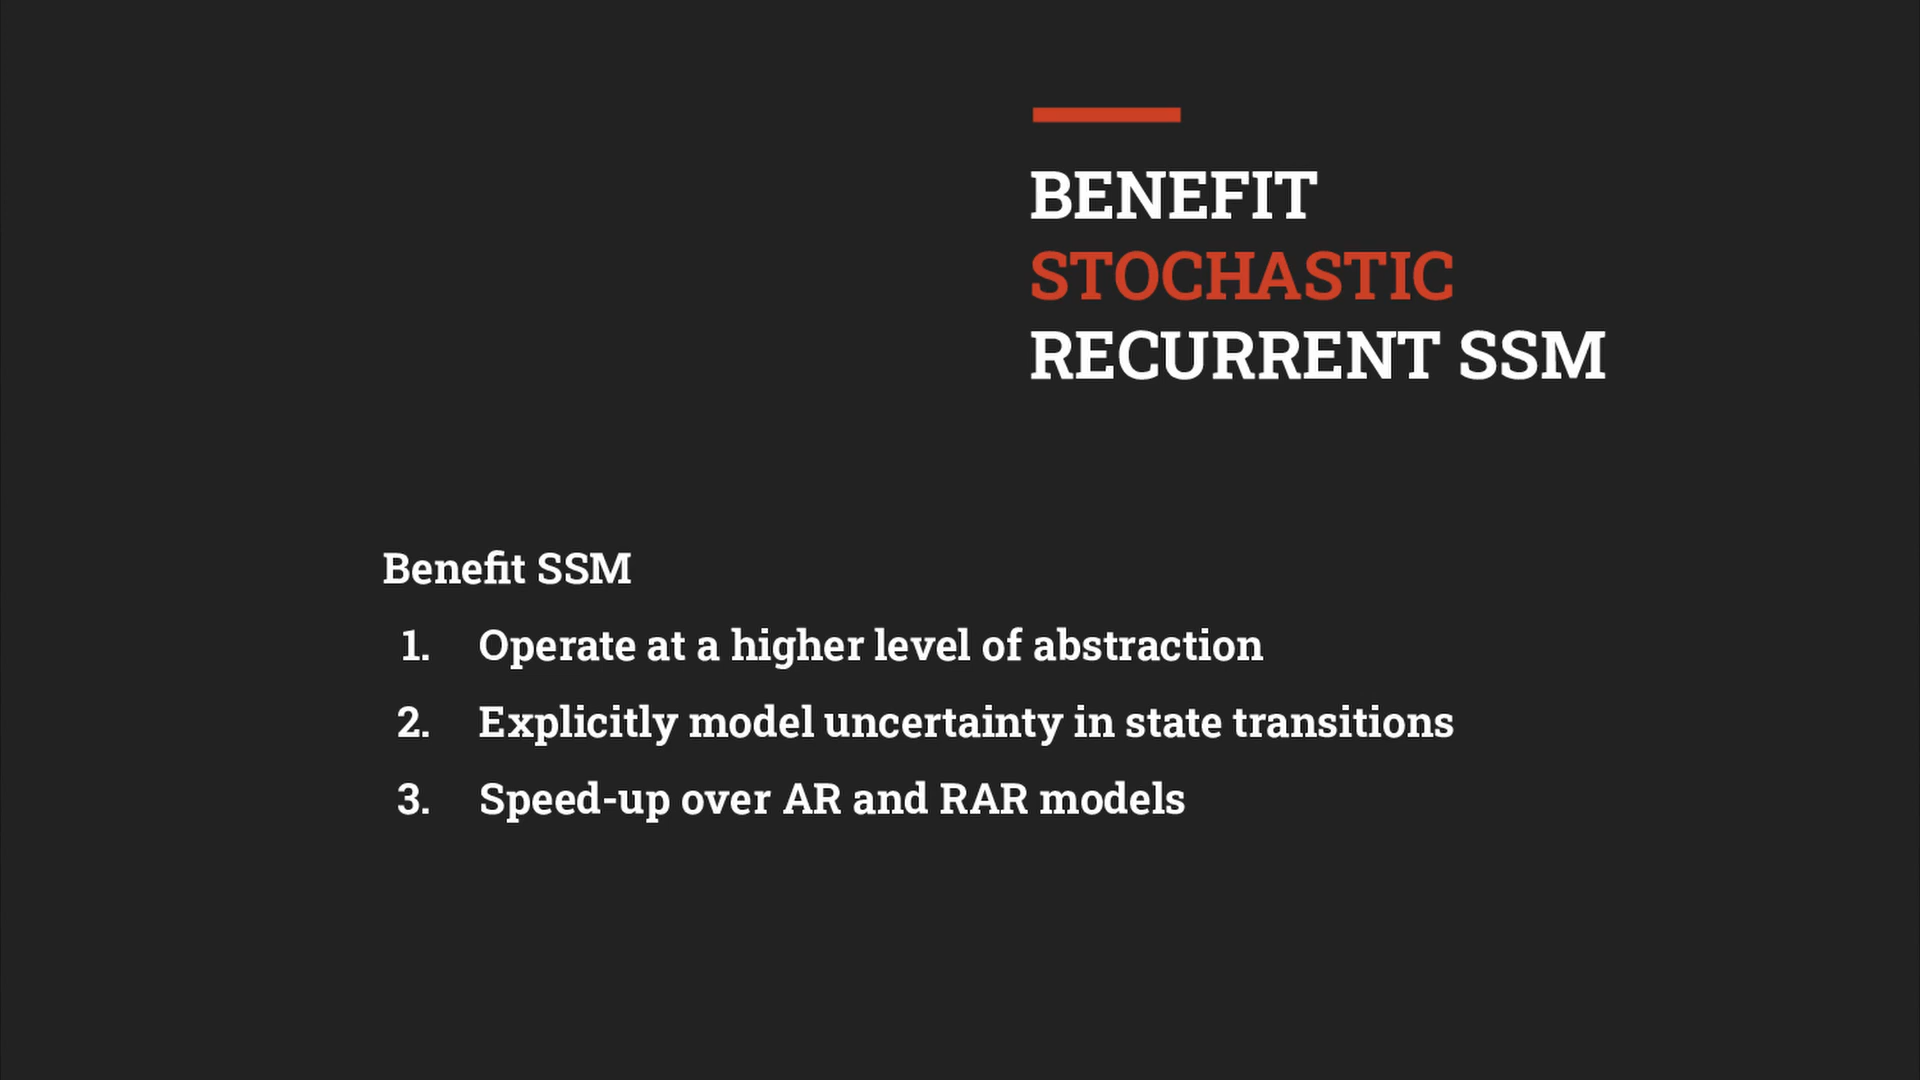 BENEFIT
STOCHASTIC
RECURRENT SSM
Benefit SSM
1. Operate at a higher level of abstraction
2. Explicitly model uncertainty in state transitions
3. Speed-up over AR and RAR models